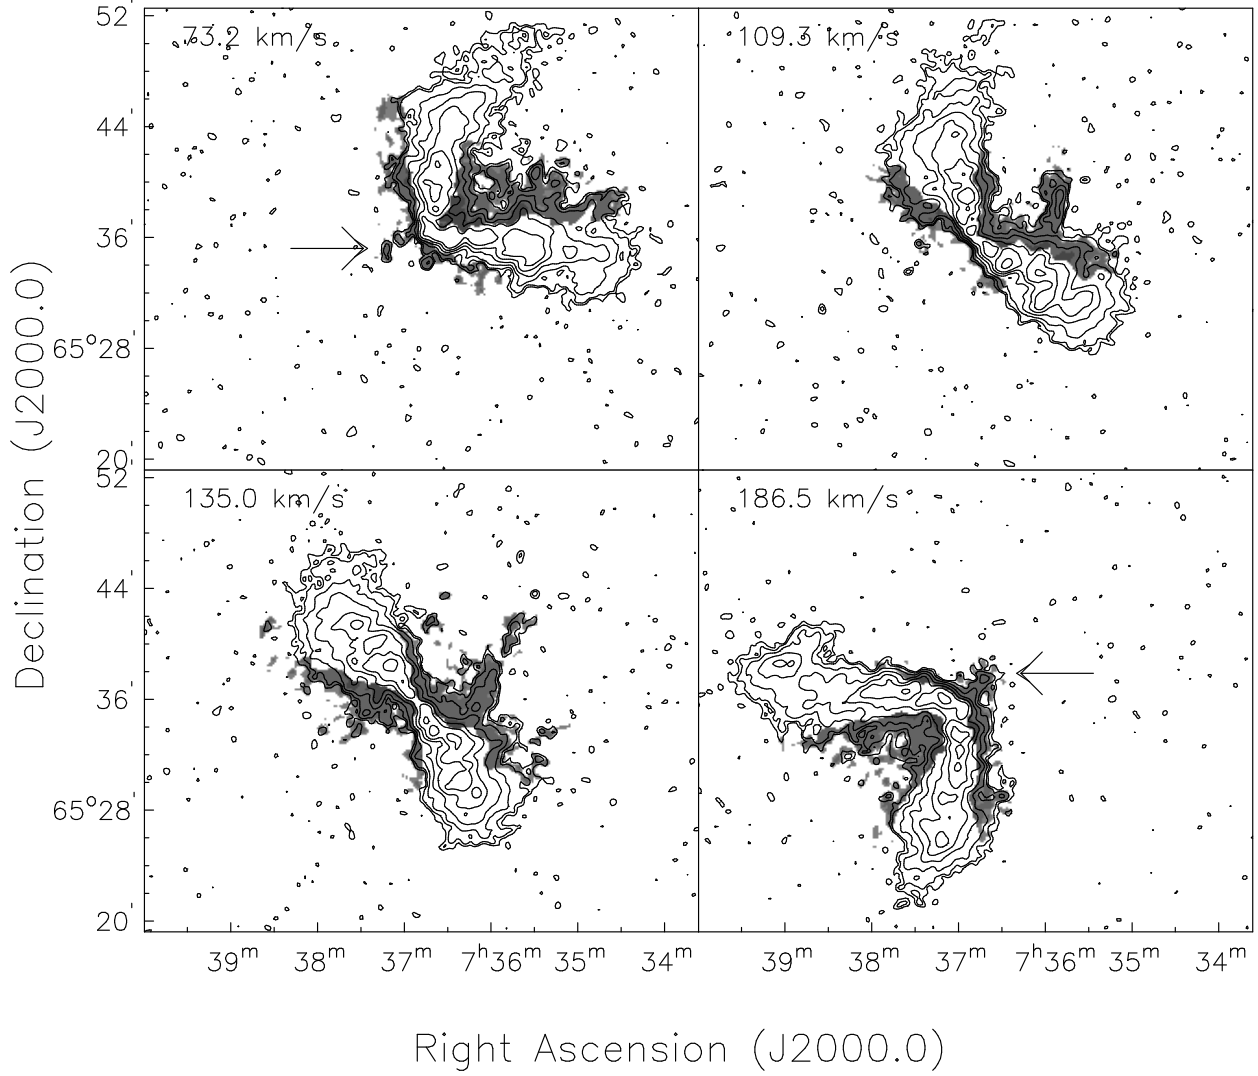 73.2 km/s
109.3 km/s
135.0 km/s
186.5 km/s
52'
44'
36'
65°28'
20'
52'
44'
36'
65°28'
20'
Declination (J2000.0)
39m 38m 37m 7h36m 35m 34m
39m 38m 37m 7h36m 35m 34m
Right Ascension (J2000.0)